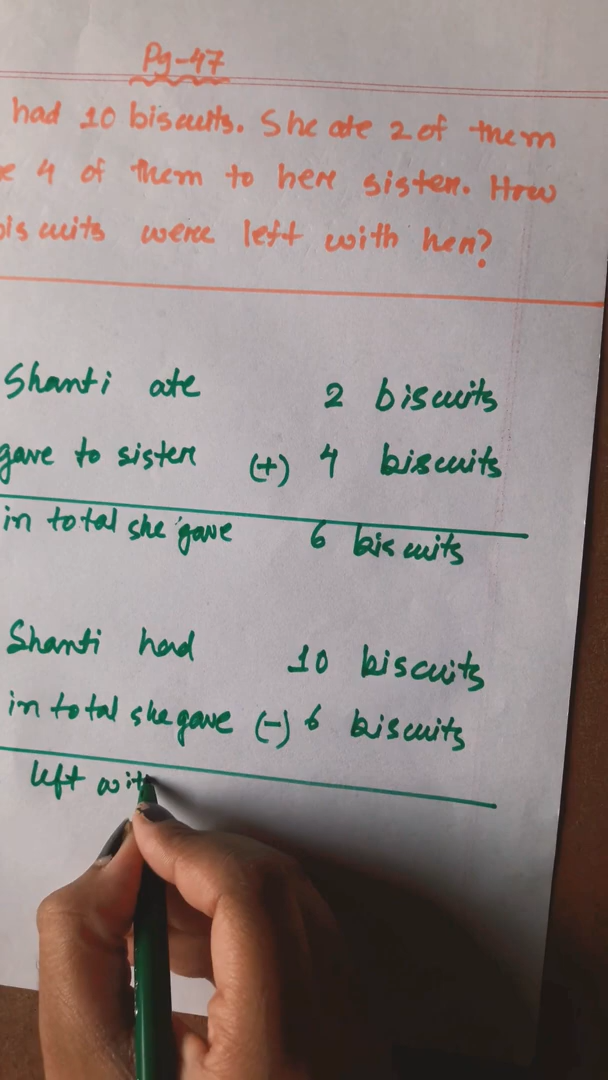 Pg-47
had 10 biscuits. She ate 2 of them
e 4 of them to here sister. How
biscuits were left with her?
Shanti ate 2 biscuits
gave to sister (+) 4 biscuits
in total she gave 6 biscuits
Shanti had 10 biscuits
in total she gave (-) 6 biscuits
left wit